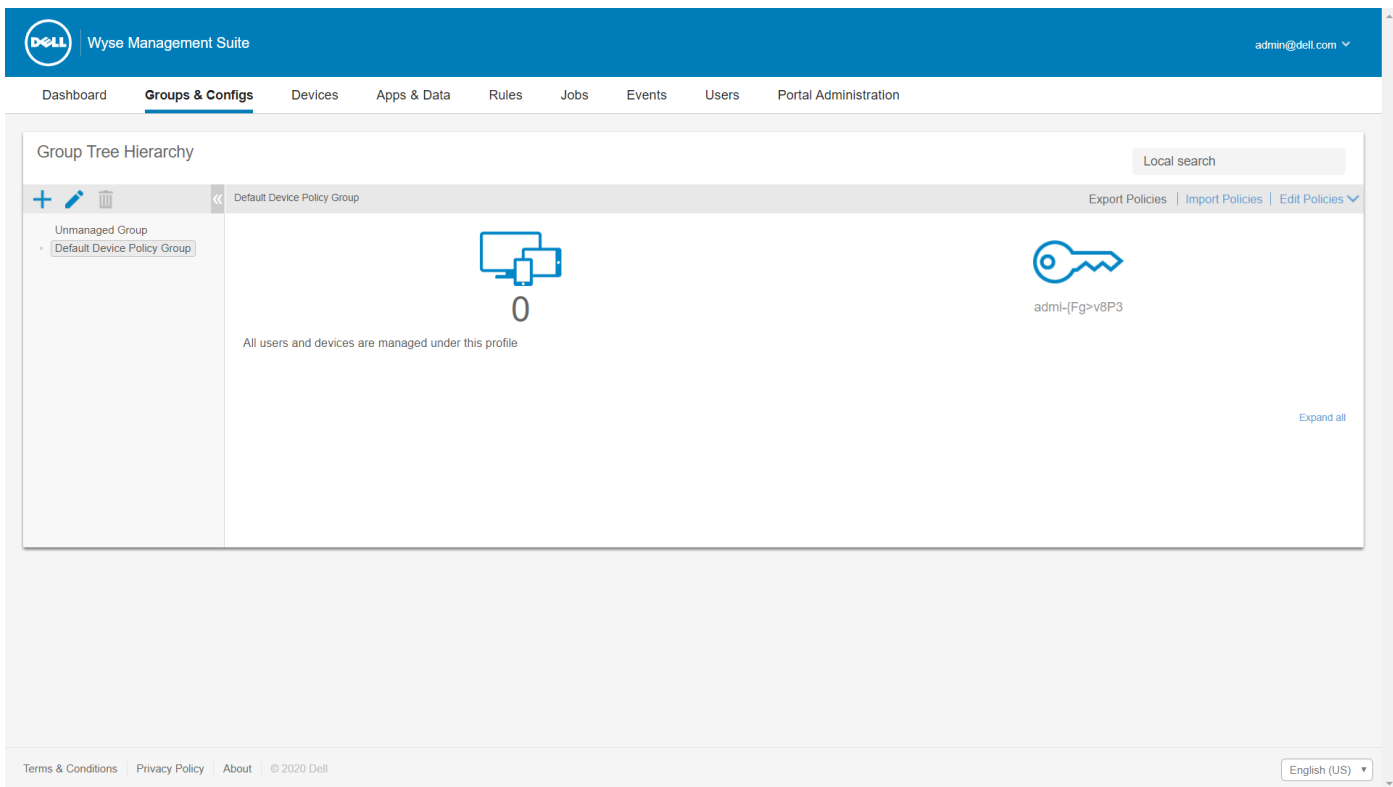 DELL Wyse Management Suite admin@dell.com
Dashboard Groups & Configs Devices Apps & Data Rules Jobs Events Users Portal Administration
Group Tree Hierarchy
Local search
Default Device Policy Group Export Policies | Import Policies | Edit Policies
Unmanaged Group
Default Device Policy Group
0
admi-{Fg>v8P3
All users and devices are managed under this profile
Expand all
Terms & Conditions | Privacy Policy | About | © 2020 Dell English (US)